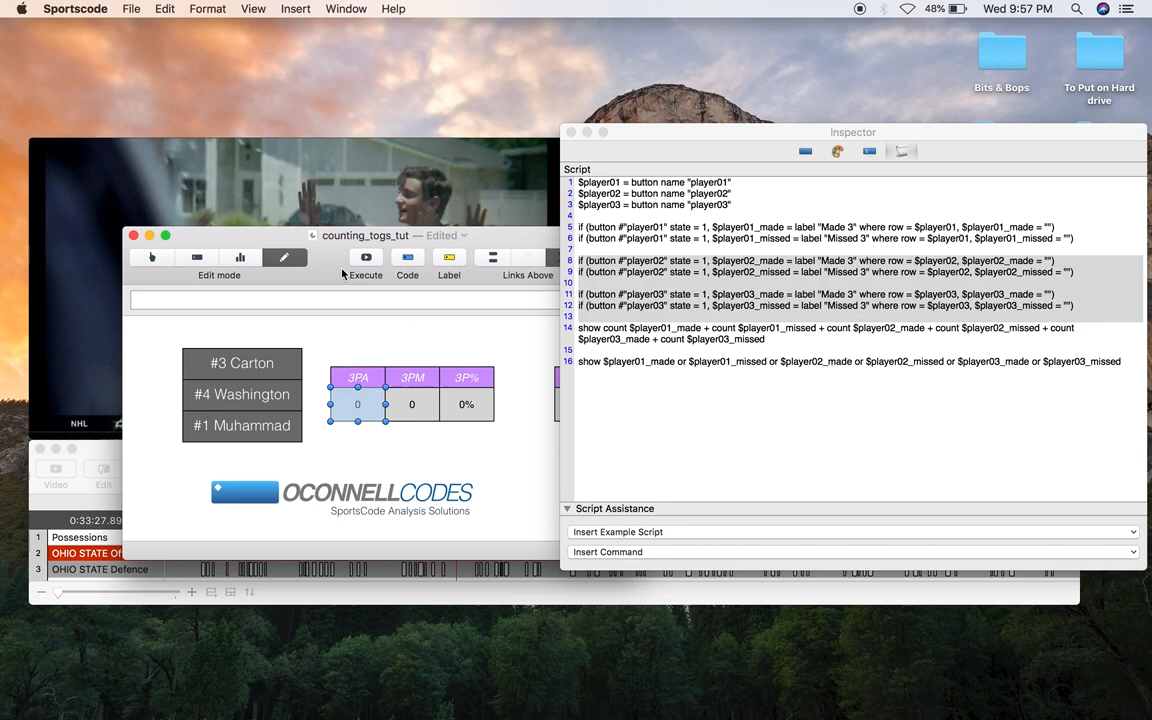 Sportscode File Edit Format View Insert Window Help 48% Wed 9:57 PM
Bits & Bops
To Put on Hard
drive
NHL
counting_togs_tut — Edited
Edit mode Execute Code Label Links Above
#3 Carton
#4 Washington
#1 Muhammad
3PA 3PM 3P%
0 0 0%
OCONNELLCODES
SportsCode Analysis Solutions
Video Edit
0:33:27.89
1 Possessions
2 OHIO STATE Of
3 OHIO STATE Defence
Inspector
Script
1 $player01 = button name "player01"
2 $player02 = button name "player02"
3 $player03 = button name "player03"
4
5 if (button #"player01" state = 1, $player01_made = label "Made 3" where row = $player01, $player01_made = "")
6 if (button #"player01" state = 1, $player01_missed = label "Missed 3" where row = $player01, $player01_missed = "")
7
8 if (button #"player02" state = 1, $player02_made = label "Made 3" where row = $player02, $player02_made = "")
9 if (button #"player02" state = 1, $player02_missed = label "Missed 3" where row = $player02, $player02_missed = "")
10
11 if (button #"player03" state = 1, $player03_made = label "Made 3" where row = $player03, $player03_made = "")
12 if (button #"player03" state = 1, $player03_missed = label "Missed 3" where row = $player03, $player03_missed = "")
13
14 show count $player01_made + count $player01_missed + count $player02_made + count $player02_missed + count
$player03_made + count $player03_missed
15
16 show $player01_made or $player01_missed or $player02_made or $player02_missed or $player03_made or $player03_missed
Script Assistance
Insert Example Script
Insert Command